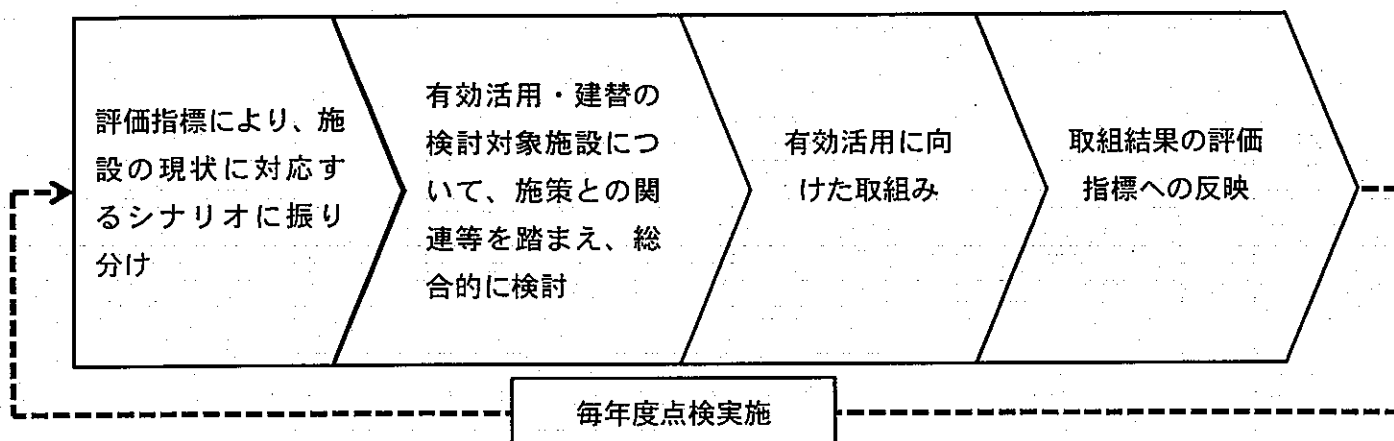 評価指標により、施
設の現状に対応す
るシナリオに振り
分け
有効活用・建替の
検討対象施設につ
いて、施策との関
連等を踏まえ、総
合的に検討
有効活用に向
けた取組み
取組結果の評価
指標への反映
毎年度点検実施